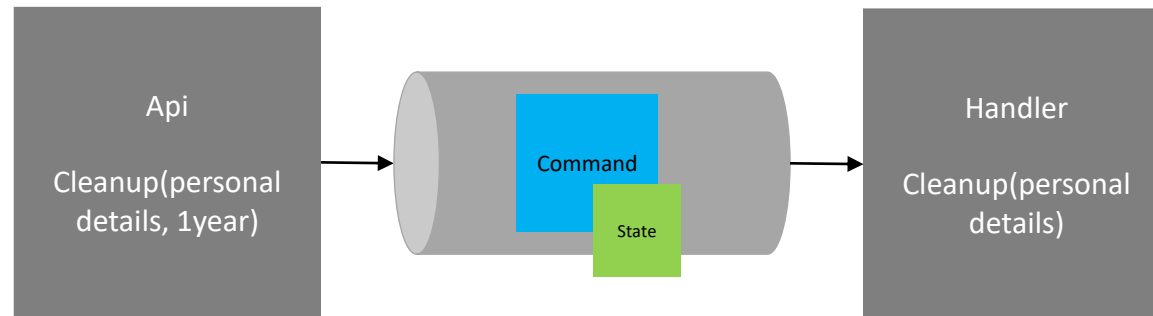 Api
Cleanup(personal
details, 1year)
Command
State
Handler
Cleanup(personal
details)